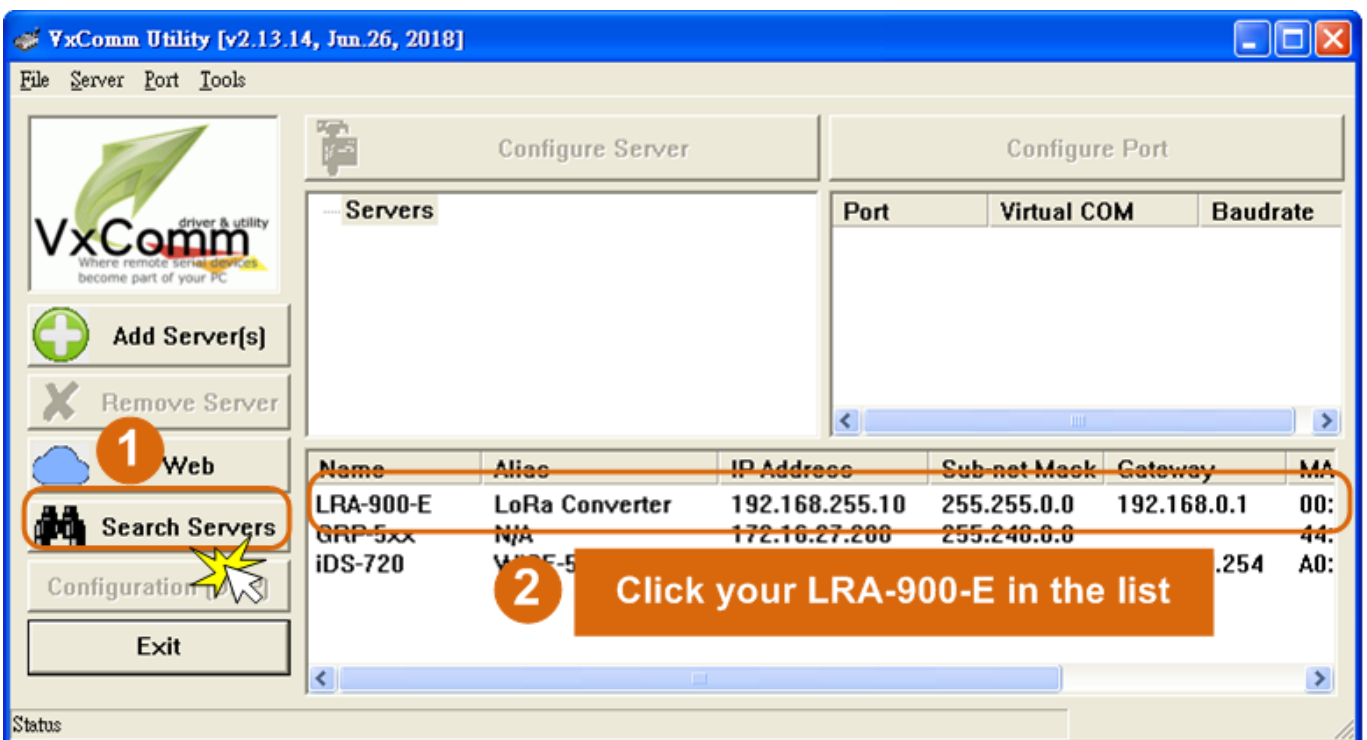 VxComm Utility [v2.13.14, Jun.26, 2018]
File Server Port Tools
VxComm
driver & utility
Where remote serial devices
become part of your PC
Configure Server
Configure Port
Servers
Port Virtual COM Baudrate
Add Server(s)
Remove Server
1
Web
Search Servers
Configuration
Exit
Name Alias IP Address Sub-net Mask Gateway MA
LRA-900-E LoRa Converter 192.168.255.10 255.255.0.0 192.168.0.1 00:
GRP-5xx N/A 172.16.27.200 255.240.0.0 44:
iDS-720 .254 A0:
2
Click your LRA-900-E in the list
Status